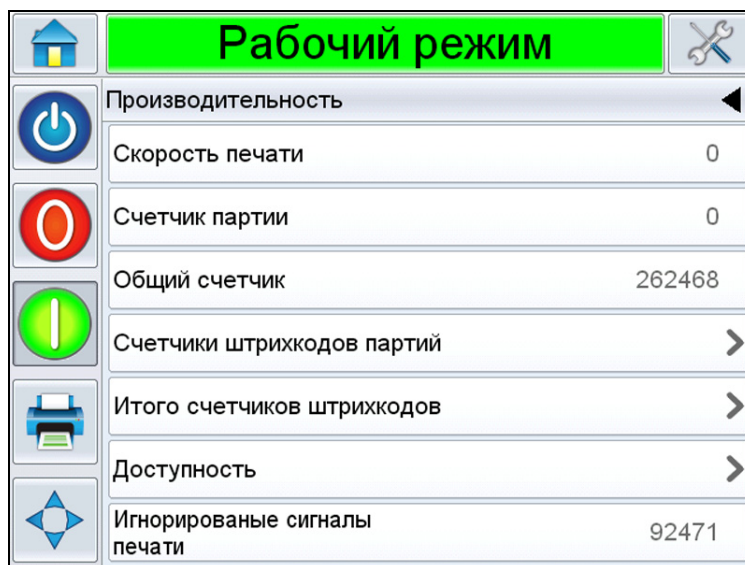 Рабочий режим
Производительность
Скорость печати 0
Счетчик партии 0
Общий счетчик 262468
Счетчики штрихкодов партий
Итого счетчиков штрихкодов
Доступность
Игнорированые сигналы
печати 92471